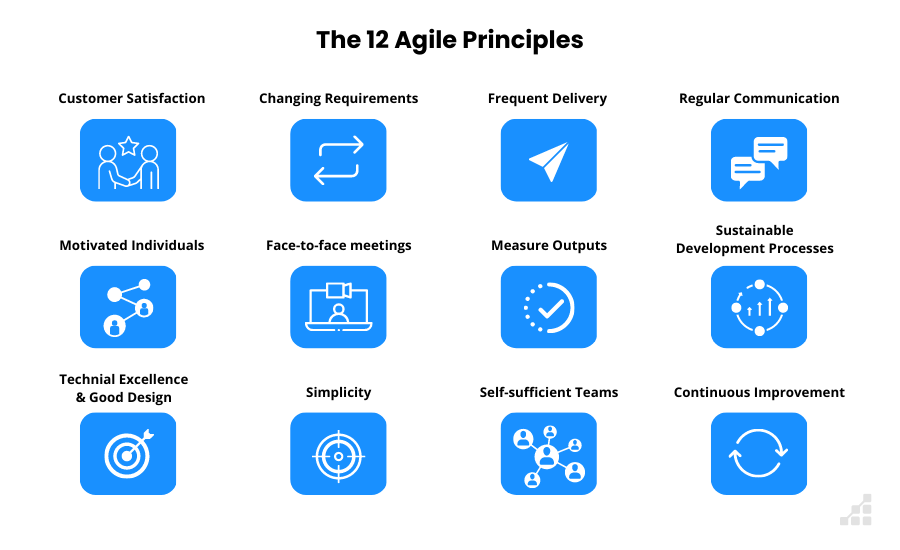 The 12 Agile Principles
Customer Satisfaction
Changing Requirements
Frequent Delivery
Regular Communication
Motivated Individuals
Face-to-face meetings
Measure Outputs
Sustainable
Development Processes
Technial Excellence
& Good Design
Simplicity
Self-sufficient Teams
Continuous Improvement